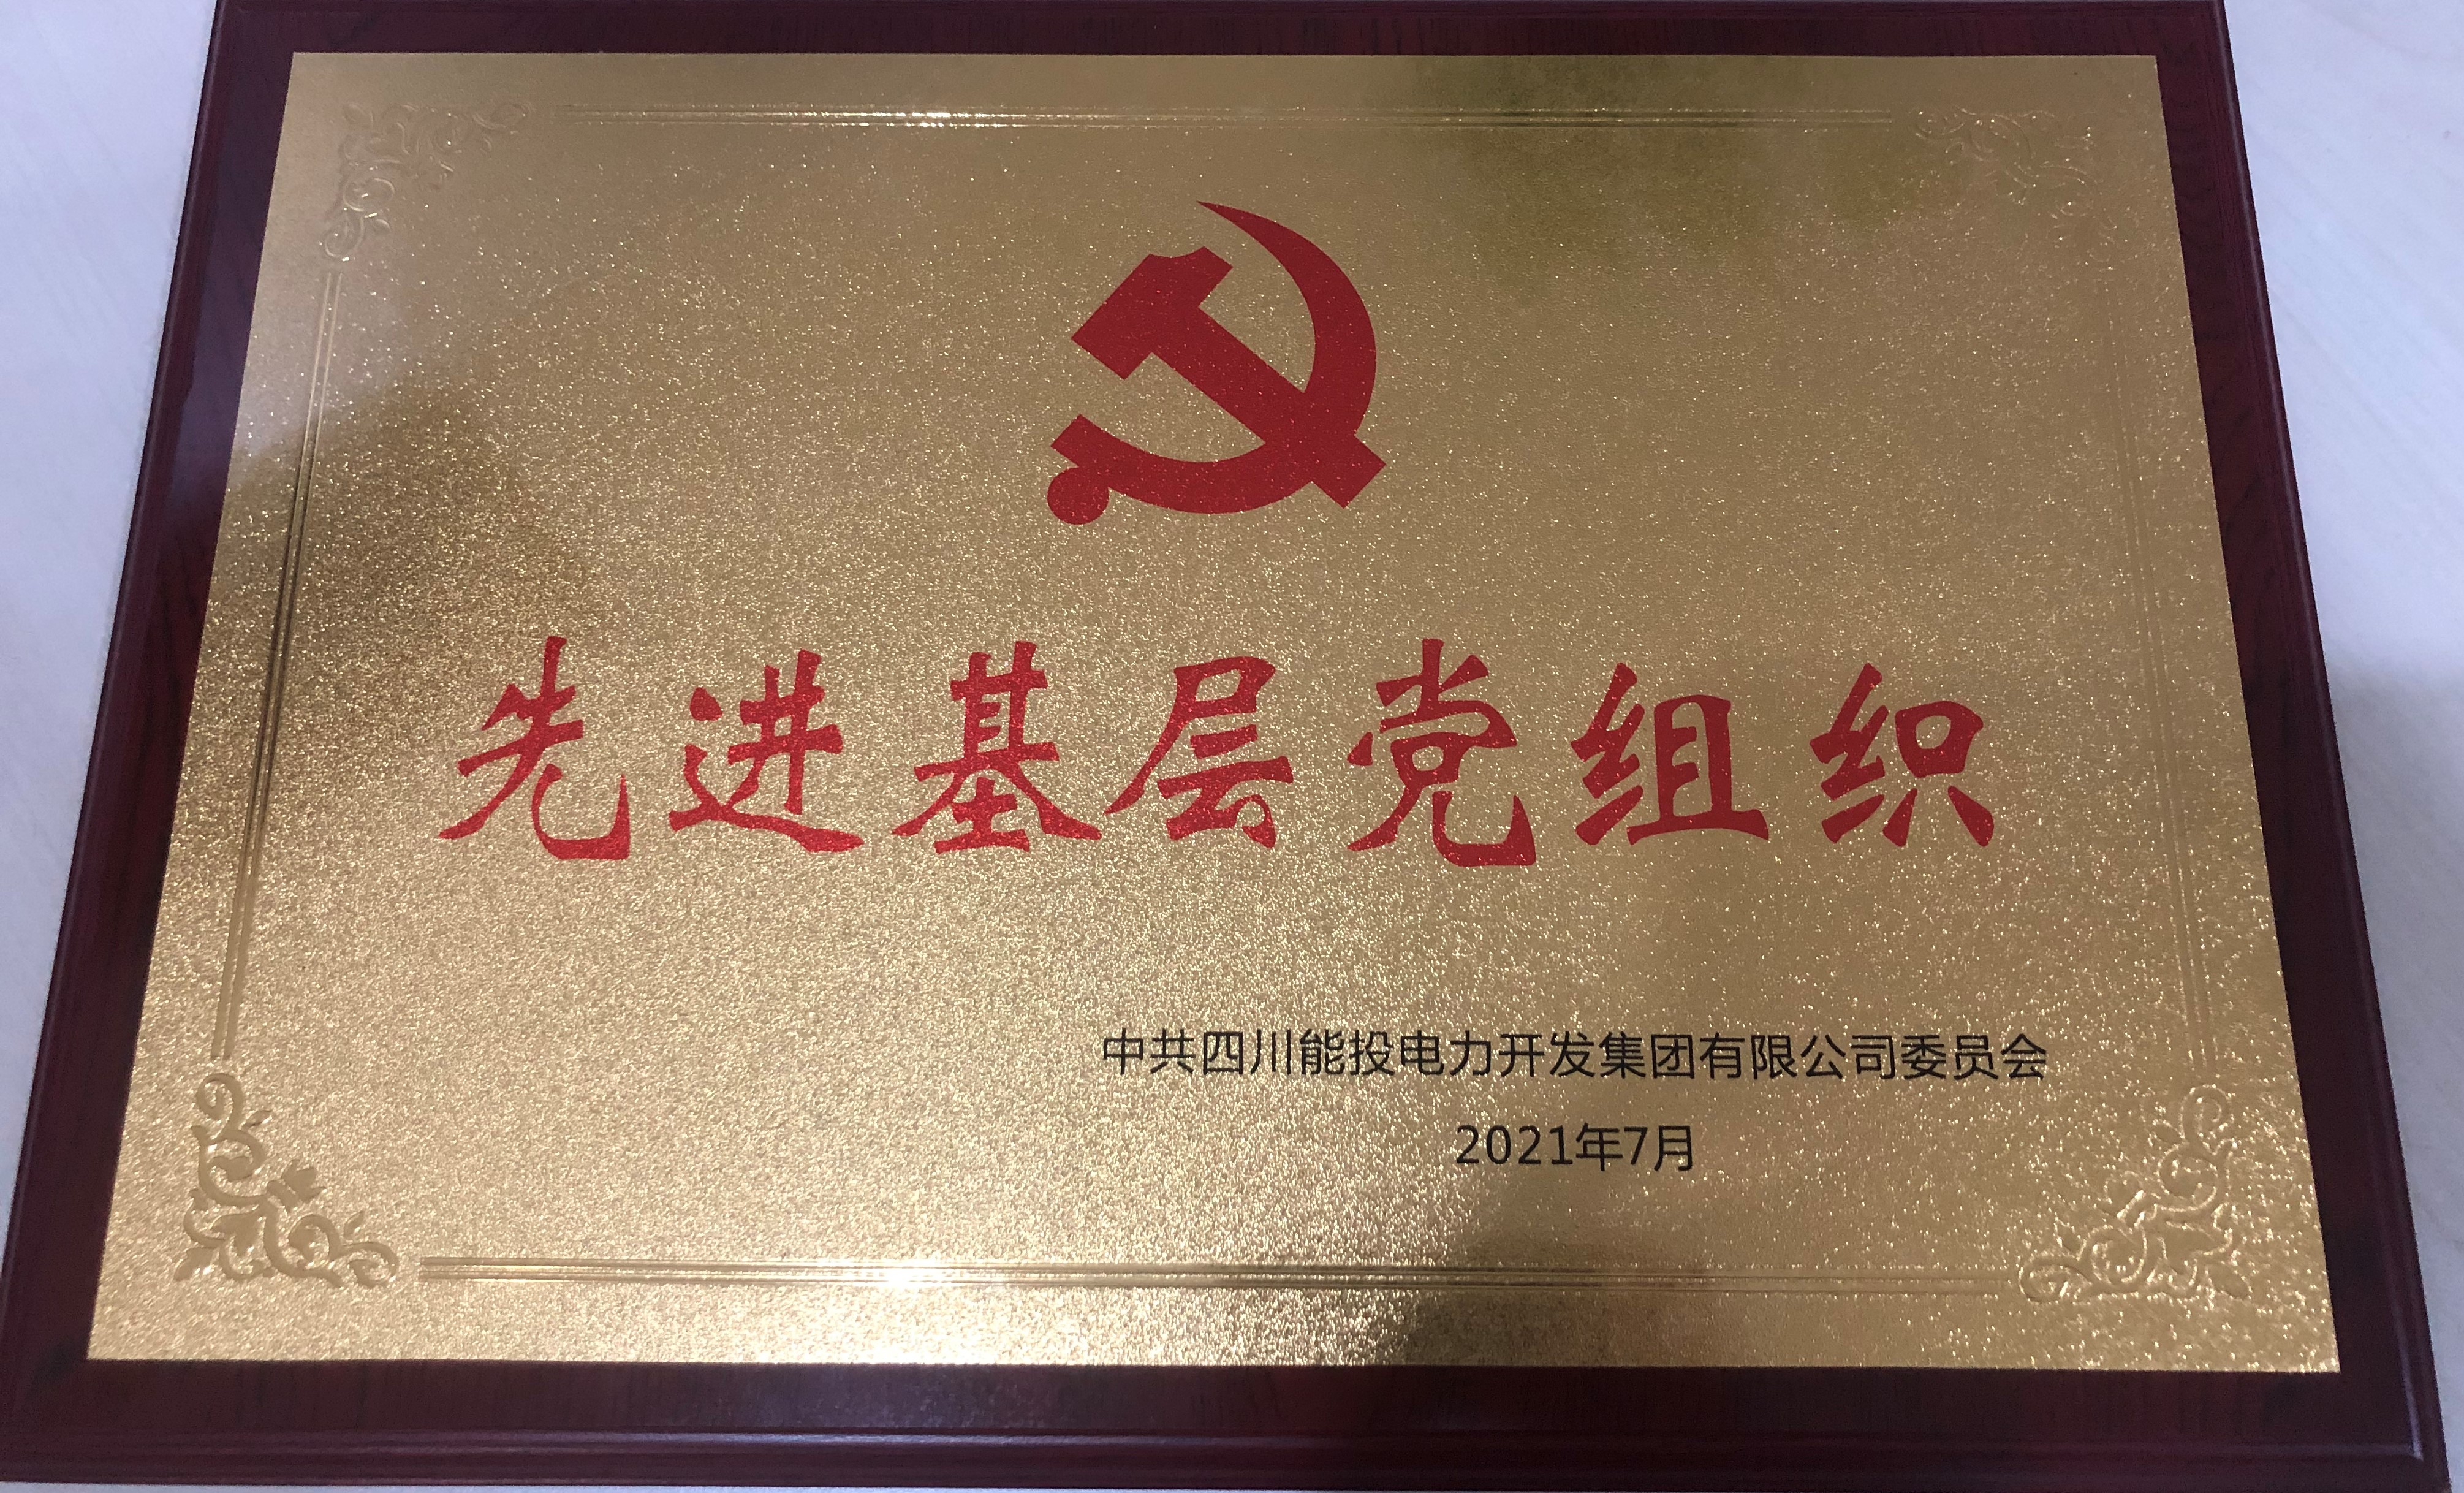 先进基层党组织
中共四川能投电力开发集团有限公司委员会
2021年7月